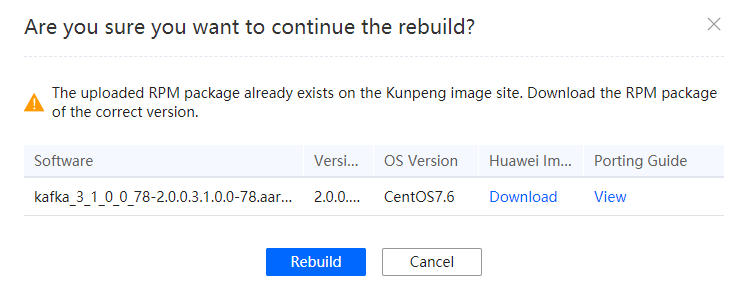 Are you sure you want to continue the rebuild?
The uploaded RPM package already exists on the Kunpeng image site. Download the RPM package
of the correct version.
Software Versi... OS Version Huawei Im... Porting Guide
kafka_3_1_0_0_78-2.0.0.3.1.0.0-78.aar... 2.0.0.... CentOS7.6 Download View
Rebuild Cancel